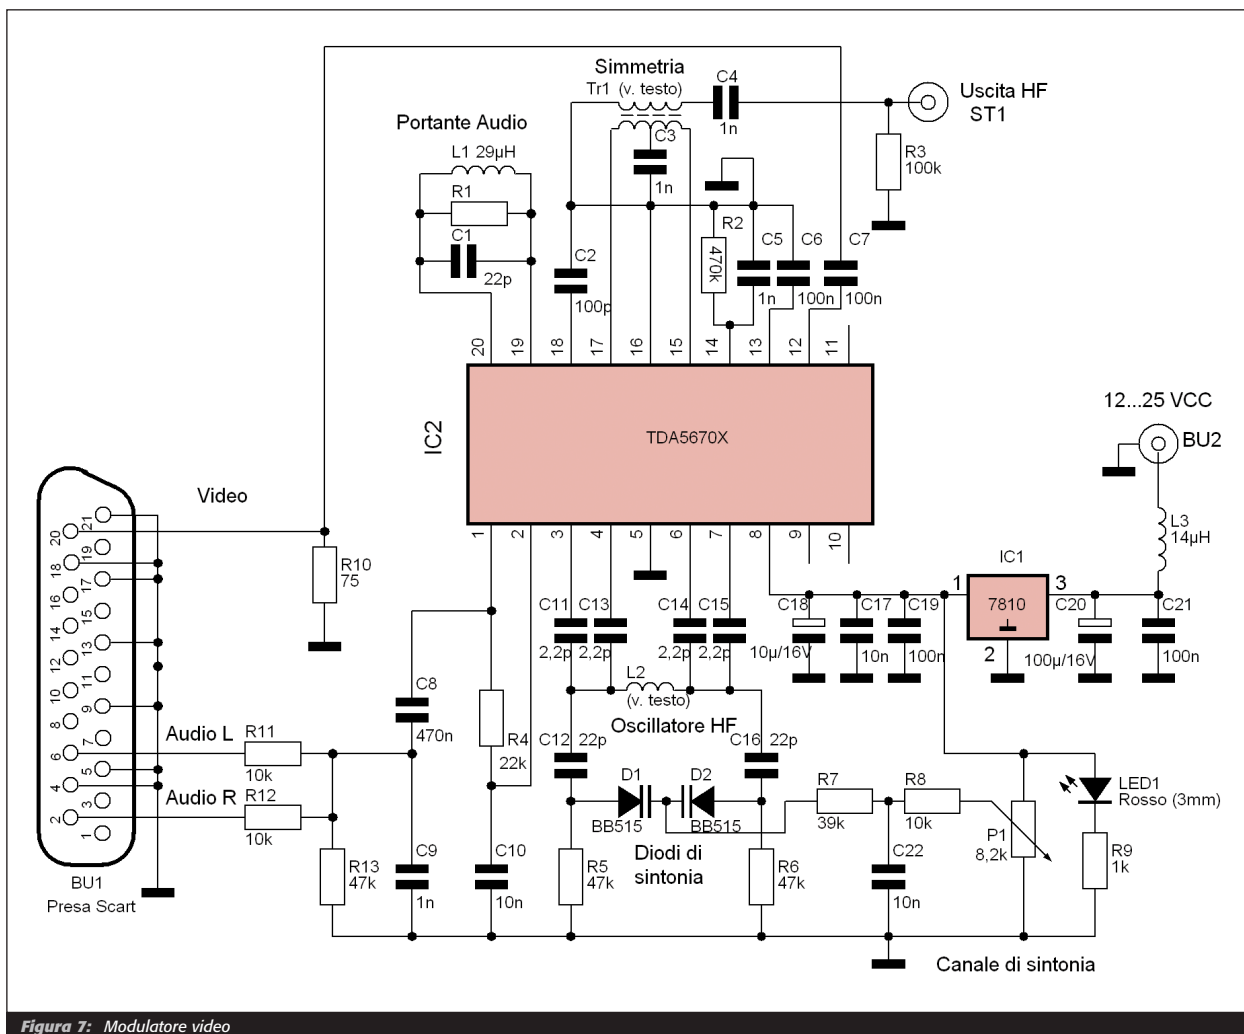 Simmetria
Tr1 (v. testo)
C4
1n
Uscita HF
ST1
Portante Audio
L1 29µH
C3
1n
R3
100k
R1
C1
22p
C2
100p
R2
470k
C5
1n
C6
100n
C7
100n
20 19 18 17 16 15 14 13 12 11
IC2
TDA5670X
1 2 3 4 5 6 7 8 9 10
12...25 VCC
BU2
L3
14µH
Video
R10
75
21
20
19
18
17
16
15
14
13
12
11
10
9
8
7
6
5
4
3
2
1
BU1
Presa Scart
IC1
1
7810
3
2
C11
2,2p
C13
2,2p
C14
2,2p
C15
2,2p
C18
10µ/16V
C17
10n
C19
100n
C20
100µ/16V
C21
100n
L2
(v. testo)
Oscillatore HF
C8
470n
R4
22k
C12
22p
C16
22p
Audio L
R11
10k
Audio R
R12
10k
D1
BB515
D2
BB515
Diodi di
sintonia
R7
39k
R8
10k
P1
8,2k
LED1
Rosso (3mm)
R13
47k
C9
1n
C10
10n
R5
47k
R6
47k
C22
10n
R9
1k
Canale di sintonia
Figura 7: Modulatore video